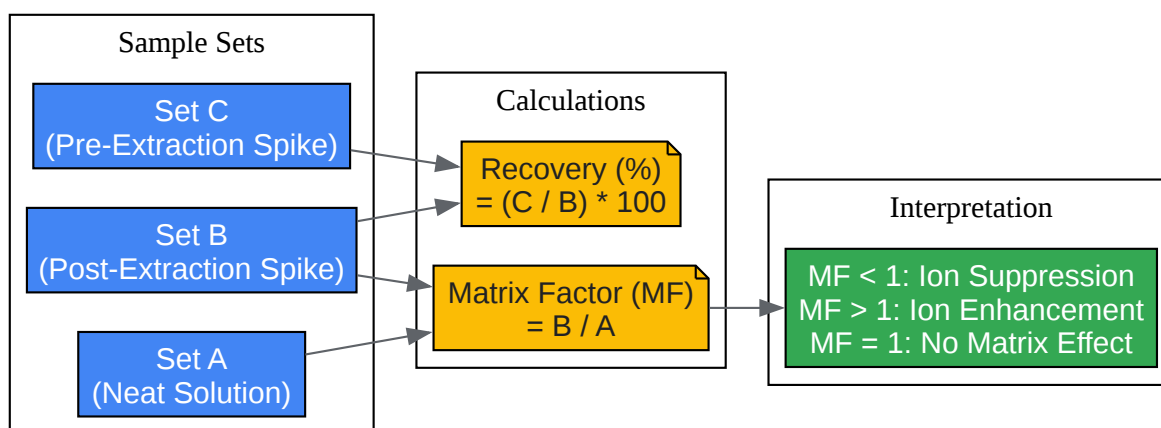 Sample Sets
Set C
(Pre-Extraction Spike)
Set B
(Post-Extraction Spike)
Set A
(Neat Solution)
Calculations
Recovery (%)
= (C / B) * 100
Matrix Factor (MF)
= B / A
Interpretation
MF < 1: Ion Suppression
MF > 1: Ion Enhancement
MF = 1: No Matrix Effect